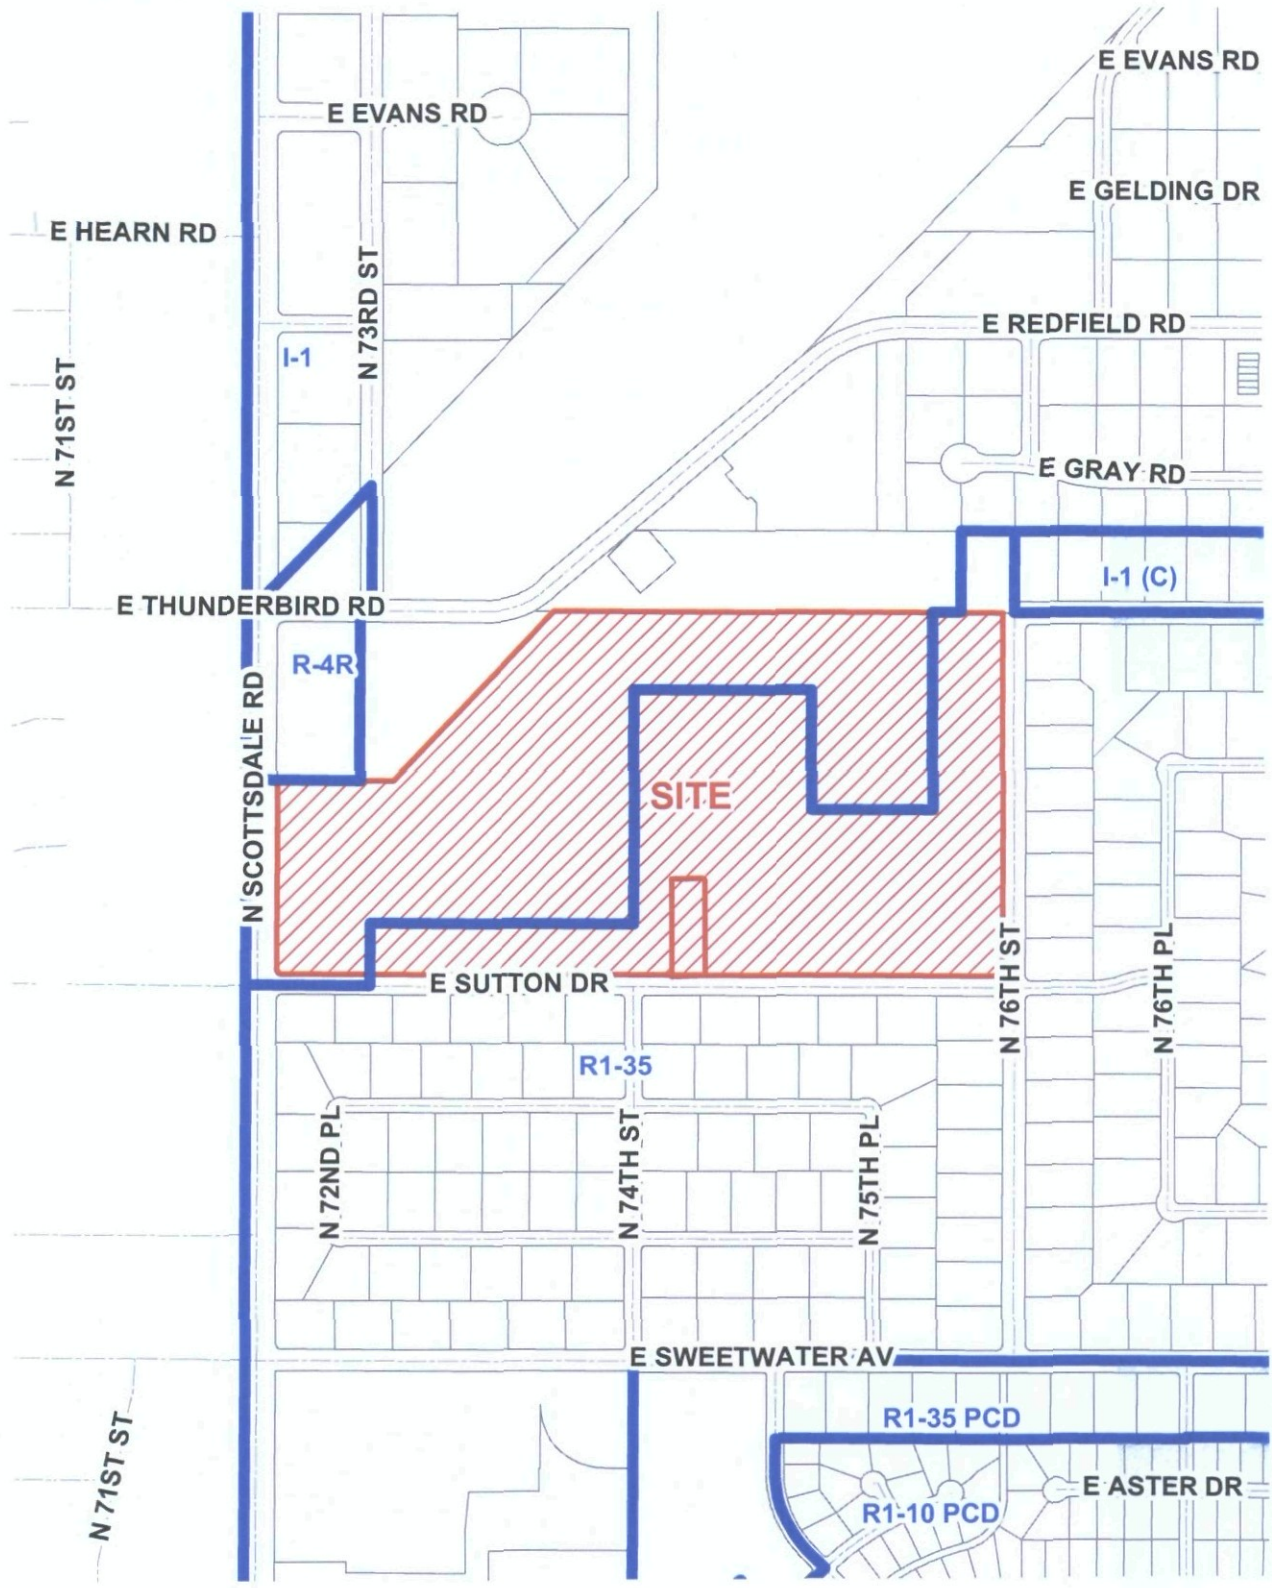 E EVANS RD
E EVANS RD
E GELDING DR
E HEARN RD
N 73RD ST
E REDFIELD RD
I-1
N 71ST ST
E GRAY RD
I-1 (C)
E THUNDERBIRD RD
R-4R
N SCOTTSDALE RD
SITE
E SUTTON DR
N 76TH ST
N 76TH PL
R1-35
N 72ND PL
N 74TH ST
N 75TH PL
E SWEETWATER AV
R1-35 PCD
N 71ST ST
E ASTER DR
R1-10 PCD